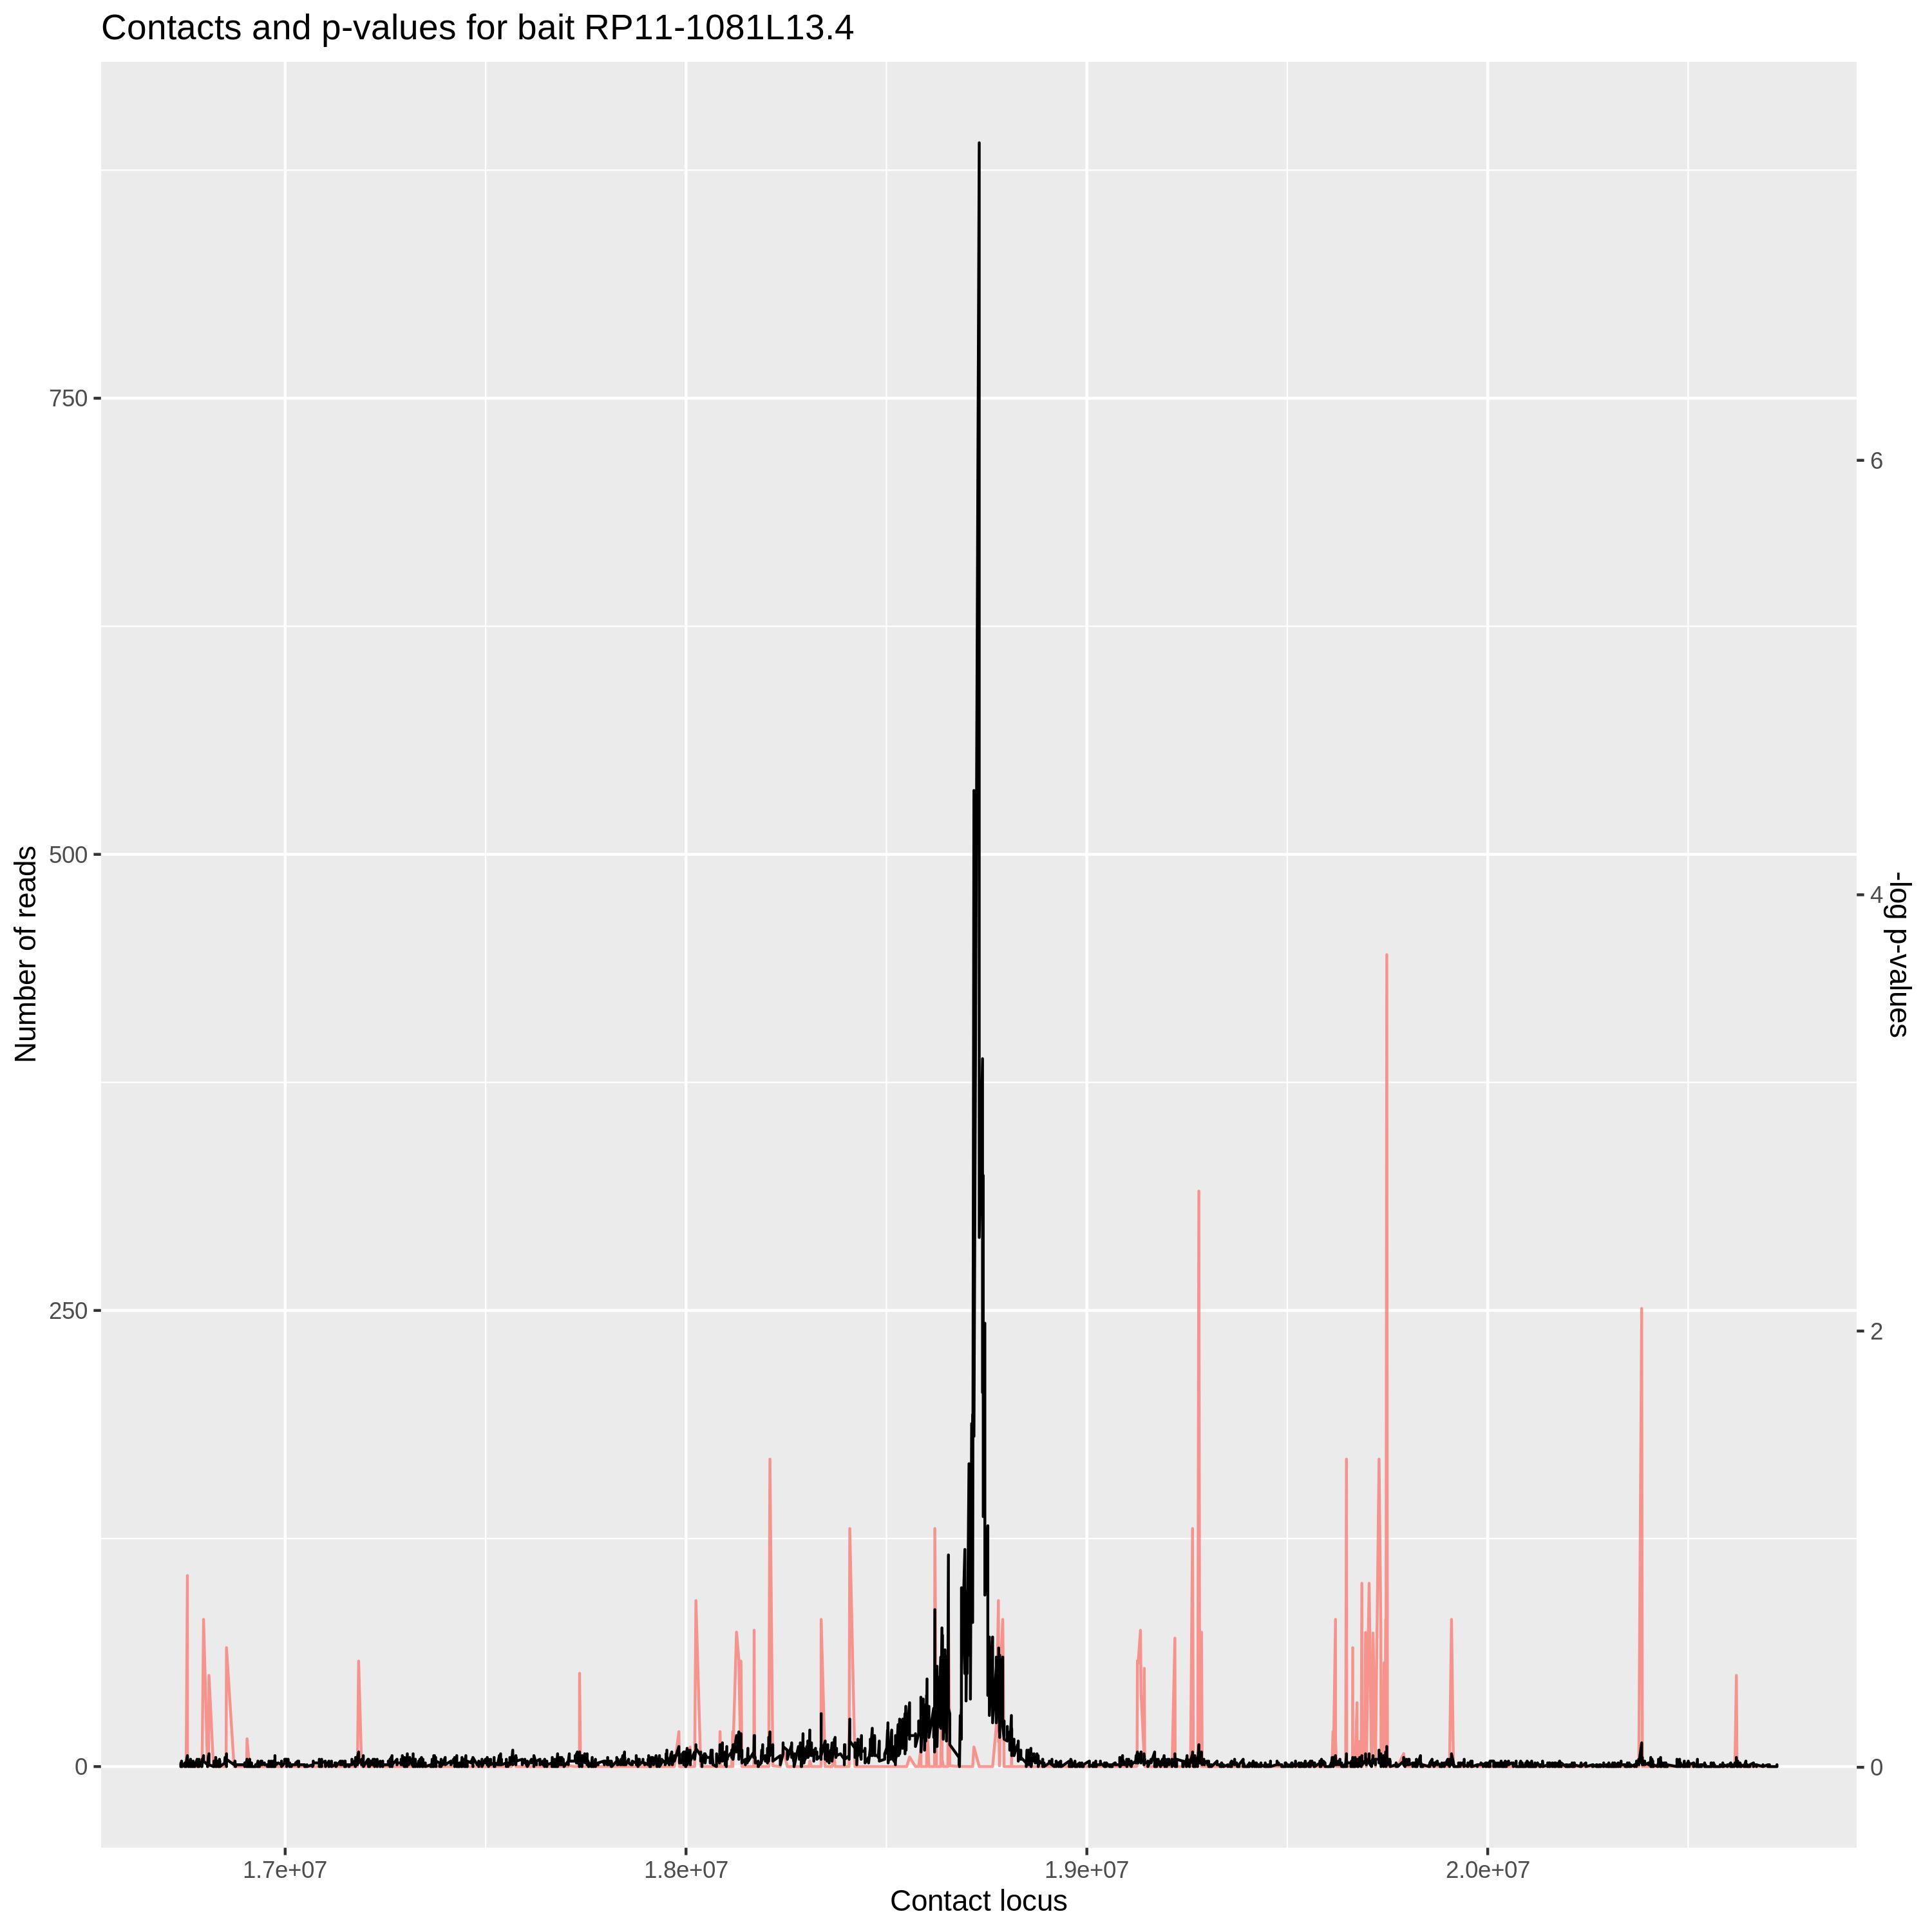 Contacts and p-values for bait RP11-1081L13.4
750
500
250
0
Number of reads
6
4
2
0
-log p-values
1.7e+07 1.8e+07 1.9e+07 2.0e+07
Contact locus